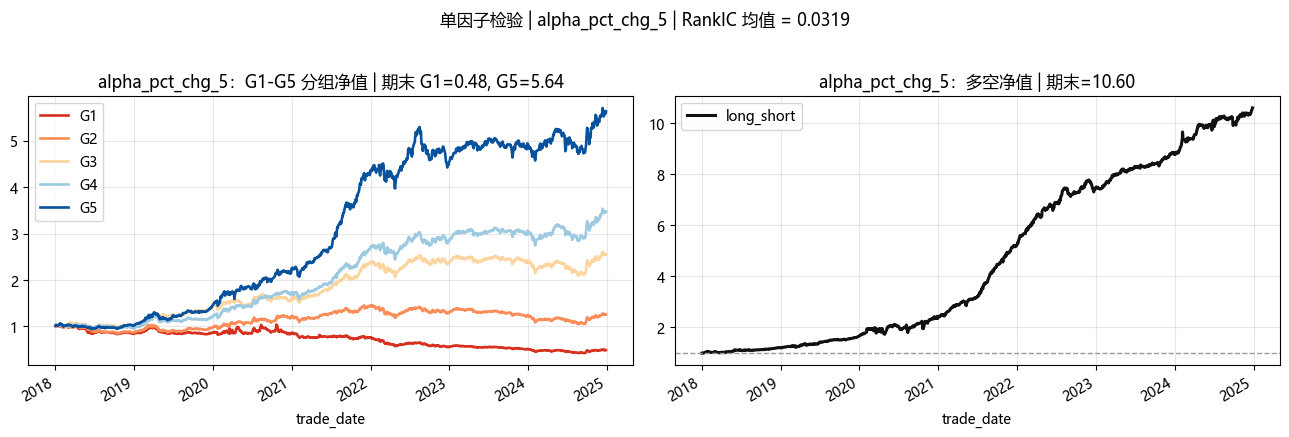 单因子检验 | alpha_pct_chg_5 | RankIC 均值 = 0.0319
alpha_pct_chg_5：G1-G5 分组净值 | 期末 G1=0.48, G5=5.64
G1
G2
G3
G4
G5
5
4
3
2
1
2018
2019
2020
2021
2022
2023
2024
2025
trade_date
alpha_pct_chg_5：多空净值 | 期末=10.60
long_short
10
8
6
4
2
2018
2019
2020
2021
2022
2023
2024
2025
trade_date